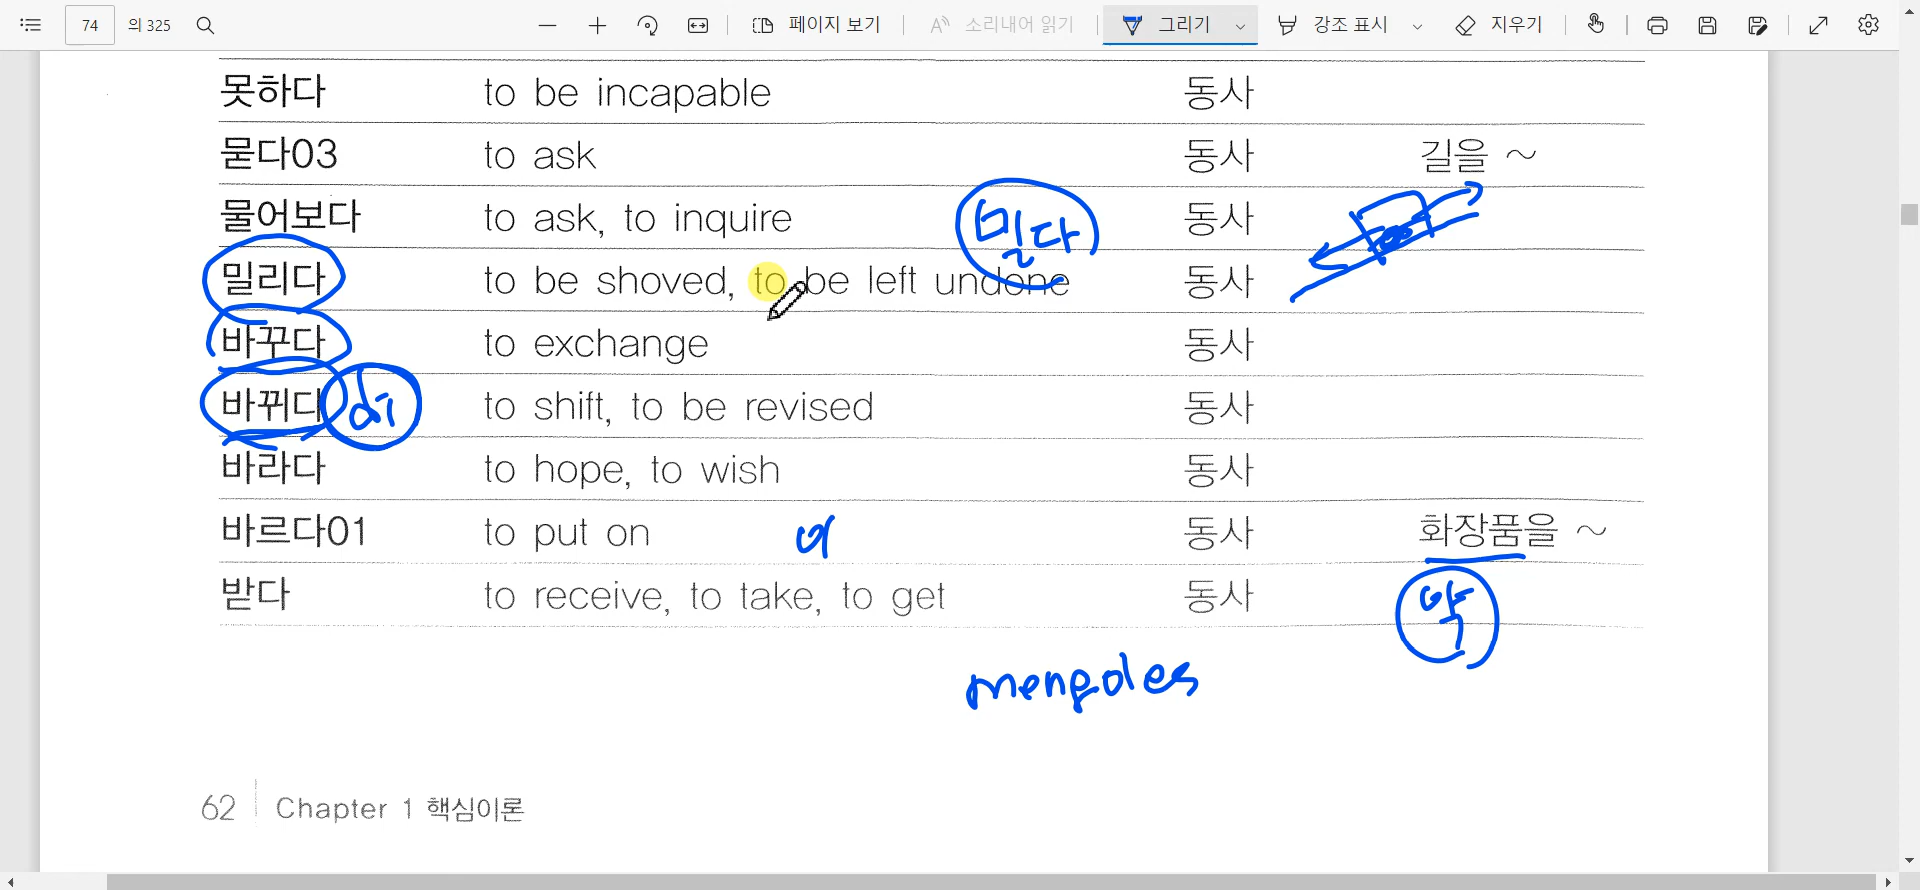 74 의 325 페이지 보기 소리내어 읽기 그리기 강조 표시 지우기
못하다 to be incapable 동사
묻다03 to ask 동사 길을 ~
물어보다 to ask, to inquire 동사
밀다
밀리다 to be shoved, to be left undone 동사
바꾸다 to exchange 동사
바뀌다 di to shift, to be revised 동사
바라다 to hope, to wish 동사
바르다01 to put on 동사 화장품을 ~
받다 to receive, to take, to get 동사
약
mengoles
62 Chapter 1 핵심이론